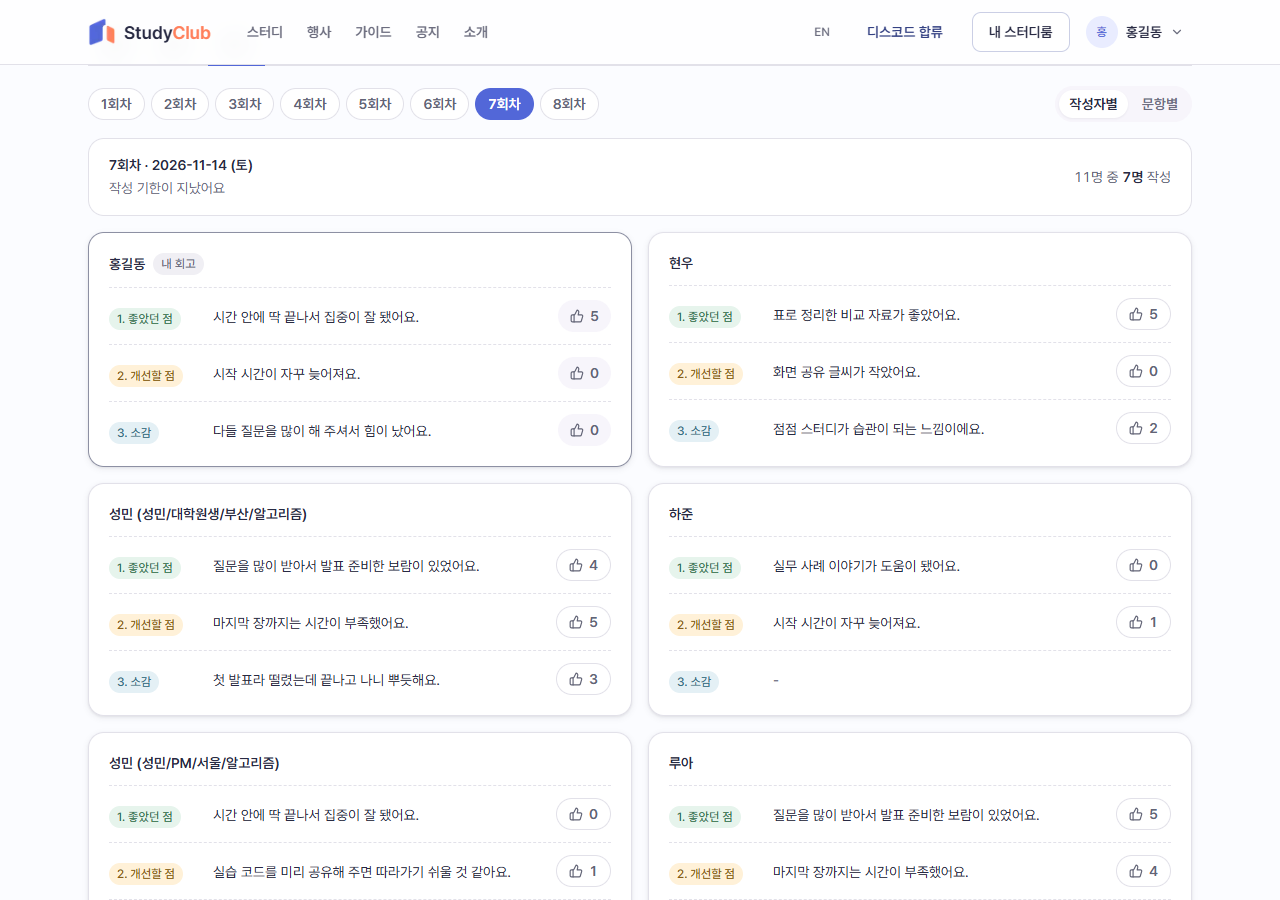 StudyClub 스터디 행사 가이드 공지 소개 EN 디스코드 합류 내 스터디룸 홍 홍길동
1회차 2회차 3회차 4회차 5회차 6회차 7회차 8회차 작성자별 문항별
7회차 · 2026-11-14 (토)
작성 기한이 지났어요
11명 중 7명 작성
홍길동 내 회고
1. 좋았던 점 시간 안에 딱 끝나서 집중이 잘 됐어요. 5
2. 개선할 점 시작 시간이 자꾸 늦어져요. 0
3. 소감 다들 질문을 많이 해 주셔서 힘이 났어요. 0
현우
1. 좋았던 점 표로 정리한 비교 자료가 좋았어요. 5
2. 개선할 점 화면 공유 글씨가 작았어요. 0
3. 소감 점점 스터디가 습관이 되는 느낌이에요. 2
성민 (성민/대학원생/부산/알고리즘)
1. 좋았던 점 질문을 많이 받아서 발표 준비한 보람이 있었어요. 4
2. 개선할 점 마지막 장까지는 시간이 부족했어요. 5
3. 소감 첫 발표라 떨렸는데 끝나고 나니 뿌듯해요. 3
하준
1. 좋았던 점 실무 사례 이야기가 도움이 됐어요. 0
2. 개선할 점 시작 시간이 자꾸 늦어져요. 1
3. 소감 -
성민 (성민/PM/서울/알고리즘)
1. 좋았던 점 시간 안에 딱 끝나서 집중이 잘 됐어요. 0
2. 개선할 점 실습 코드를 미리 공유해 주면 따라가기 쉬울 것 같아요. 1
루아
1. 좋았던 점 질문을 많이 받아서 발표 준비한 보람이 있었어요. 5
2. 개선할 점 마지막 장까지는 시간이 부족했어요. 4